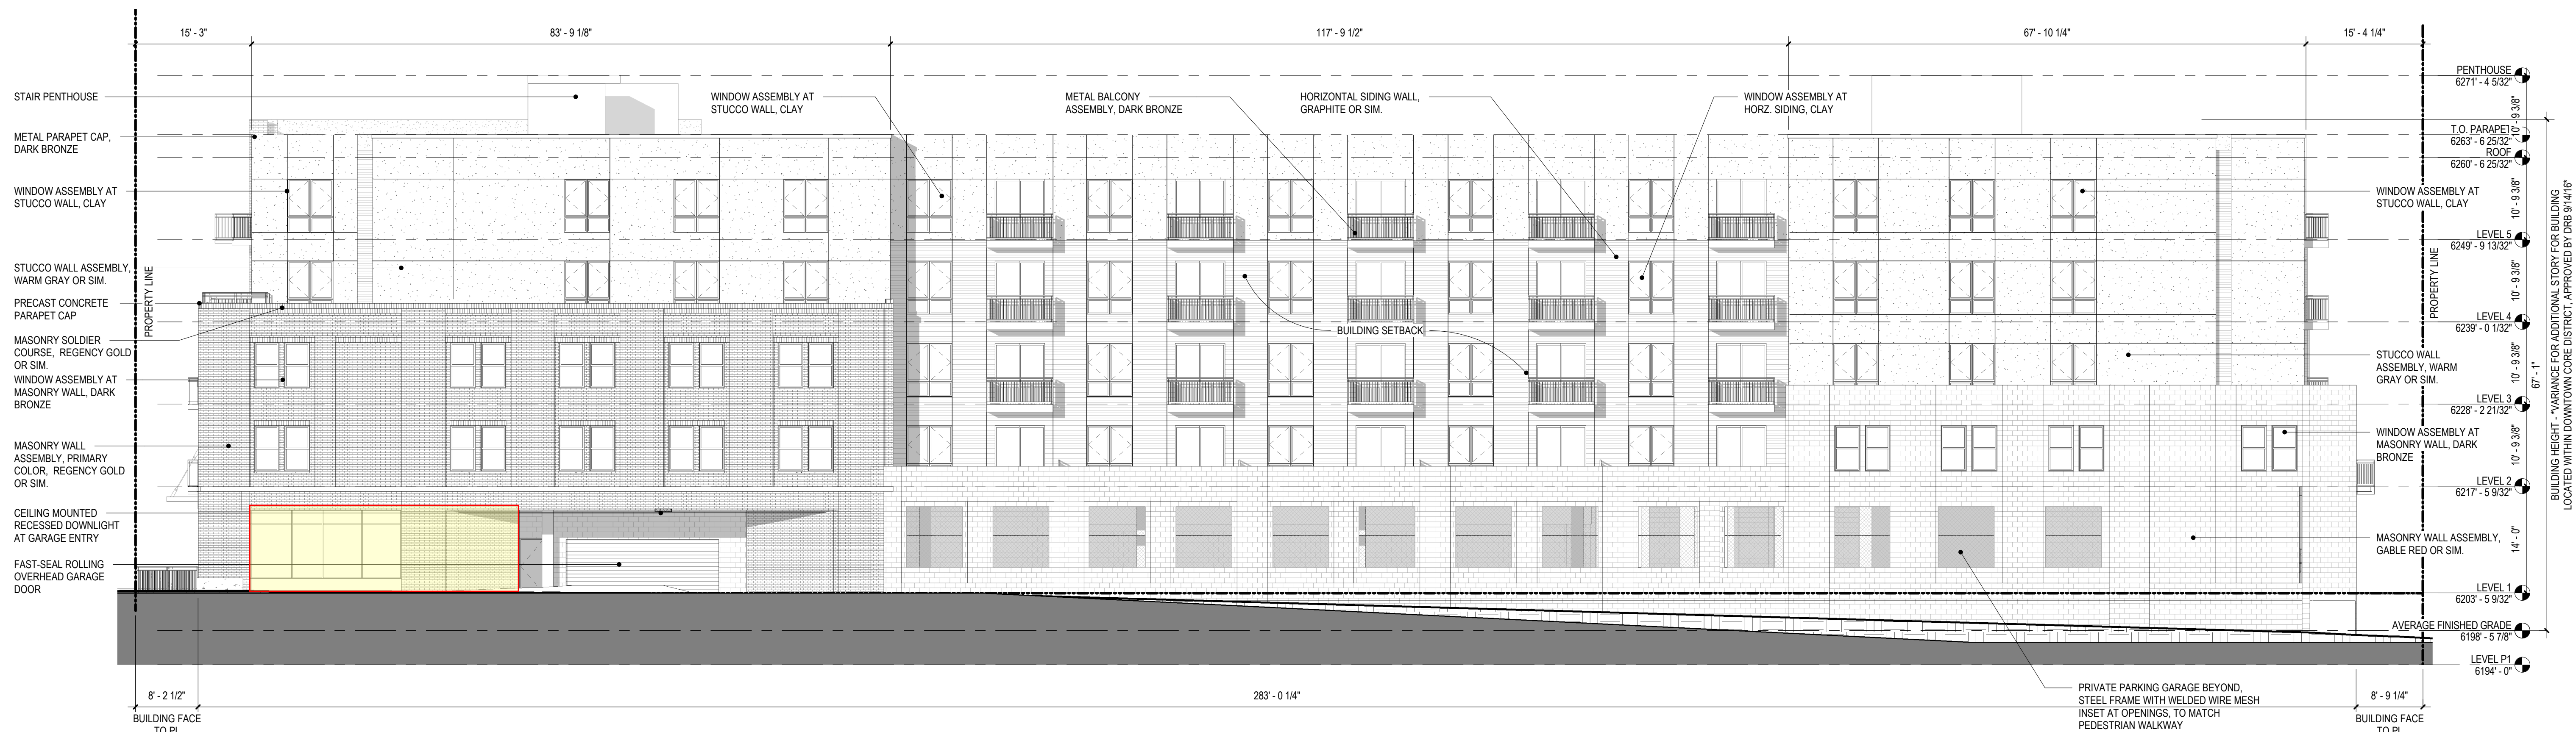 15' - 3"
83' - 9 1/8"
117' - 9 1/2"
67' - 10 1/4"
15' - 4 1/4"
STAIR PENTHOUSE
METAL PARAPET CAP,
DARK BRONZE
WINDOW ASSEMBLY AT
STUCCO WALL, CLAY
STUCCO WALL ASSEMBLY,
WARM GRAY OR SIM.
PRECAST CONCRETE
PARAPET CAP
MASONRY SOLDIER
COURSE, REGENCY GOLD
OR SIM.
WINDOW ASSEMBLY AT
MASONRY WALL, DARK
BRONZE
MASONRY WALL
ASSEMBLY, PRIMARY
COLOR, REGENCY GOLD
OR SIM.
CEILING MOUNTED
RECESSED DOWNLIGHT
AT GARAGE ENTRY
FAST-SEAL ROLLING
OVERHEAD GARAGE
DOOR
PROPERTY LINE
WINDOW ASSEMBLY AT
STUCCO WALL, CLAY
METAL BALCONY
ASSEMBLY, DARK BRONZE
HORIZONTAL SIDING WALL,
GRAPHITE OR SIM.
WINDOW ASSEMBLY AT
HORZ. SIDING, CLAY
BUILDING SETBACK
WINDOW ASSEMBLY AT
STUCCO WALL, CLAY
STUCCO WALL
ASSEMBLY, WARM
GRAY OR SIM.
WINDOW ASSEMBLY AT
MASONRY WALL, DARK
BRONZE
MASONRY WALL ASSEMBLY,
GABLE RED OR SIM.
PROPERTY LINE
PENTHOUSE
6271' - 4 5/32"
T.O. PARAPET
6263' - 6 25/32"
ROOF
6260' - 6 25/32"
LEVEL 5
6249' - 9 13/32"
LEVEL 4
6239' - 0 1/32"
LEVEL 3
6228' - 2 21/32"
LEVEL 2
6217' - 5 9/32"
LEVEL 1
6203' - 5 9/32"
AVERAGE FINISHED GRADE
6198' - 5 7/8"
LEVEL P1
6194' - 0"
10' - 9 3/8"
10' - 9 3/8"
10' - 9 3/8"
10' - 9 3/8"
10' - 9 3/8"
14' - 0"
67' - 1"
BUILDING HEIGHT - "VARIANCE FOR ADDITIONAL STORY FOR BUILDING
LOCATED WITHIN DOWNTOWN CORE DISTRICT, APPROVED BY DRB 9/14/16"
8' - 2 1/2"
BUILDING FACE
TO PL
283' - 0 1/4"
PRIVATE PARKING GARAGE BEYOND,
STEEL FRAME WITH WELDED WIRE MESH
INSET AT OPENINGS, TO MATCH
PEDESTRIAN WALKWAY
8' - 9 1/4"
BUILDING FACE
TO PL